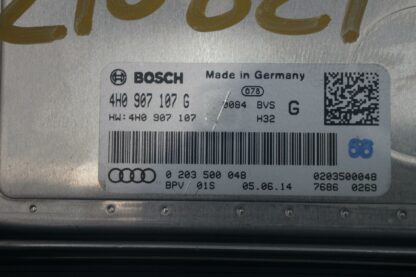 BOSCH Made in Germany
4H0 907 107 G 078
0084 BVS G
HW:4H0 907 107 H32
0 203 500 048 0203500048
BPV 01S 05.06.14 7686 0269